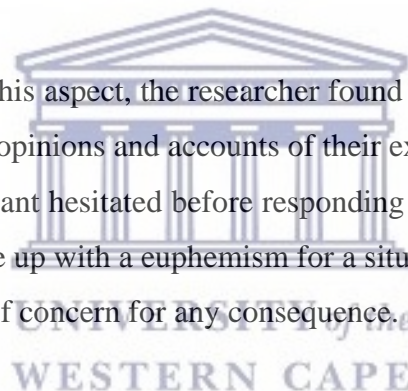 his aspect, the researcher found
opinions and accounts of their ex
ant hesitated before responding
e up with a euphemism for a situ
of concern for any consequence.
UNIVERSITY of the
WESTERN CAPE